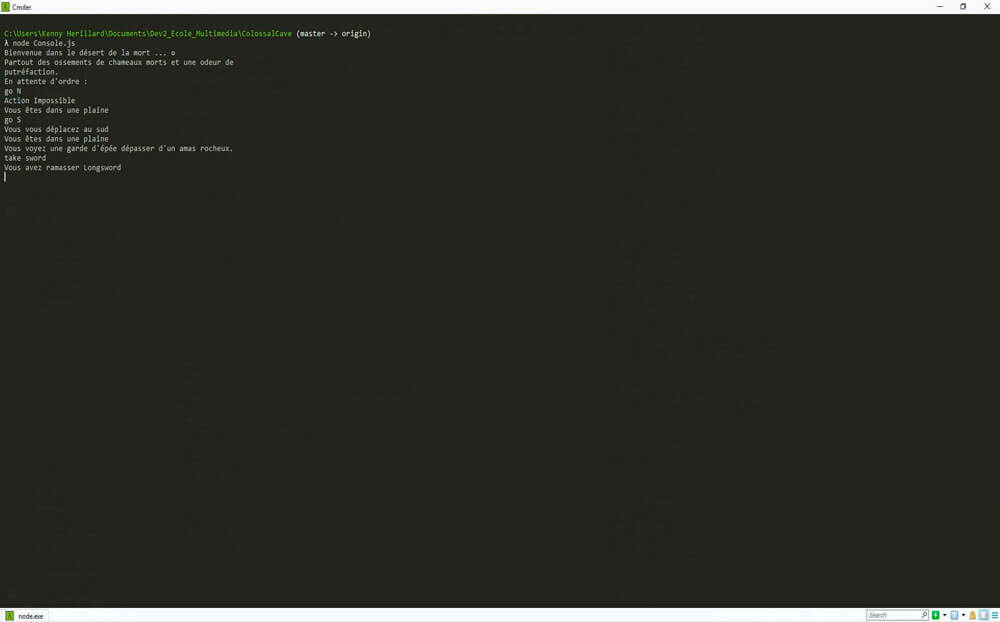 Cmder
C:\Users\Kenny Herillard\Documents\Dev2_Ecole_Multimedia\ColossalCave (master -> origin)
λ node Console.js
Bienvenue dans le désert de la mort ... ☼
Partout des ossements de chameaux morts et une odeur de
putréfaction.
En attente d'ordre :
go N
Action Impossible
Vous êtes dans une plaine
go S
Vous vous déplacez au sud
Vous êtes dans une plaine
Vous voyez une garde d'épée dépasser d'un amas rocheux.
take sword
Vous avez ramasser Longsword
node.exe
Search